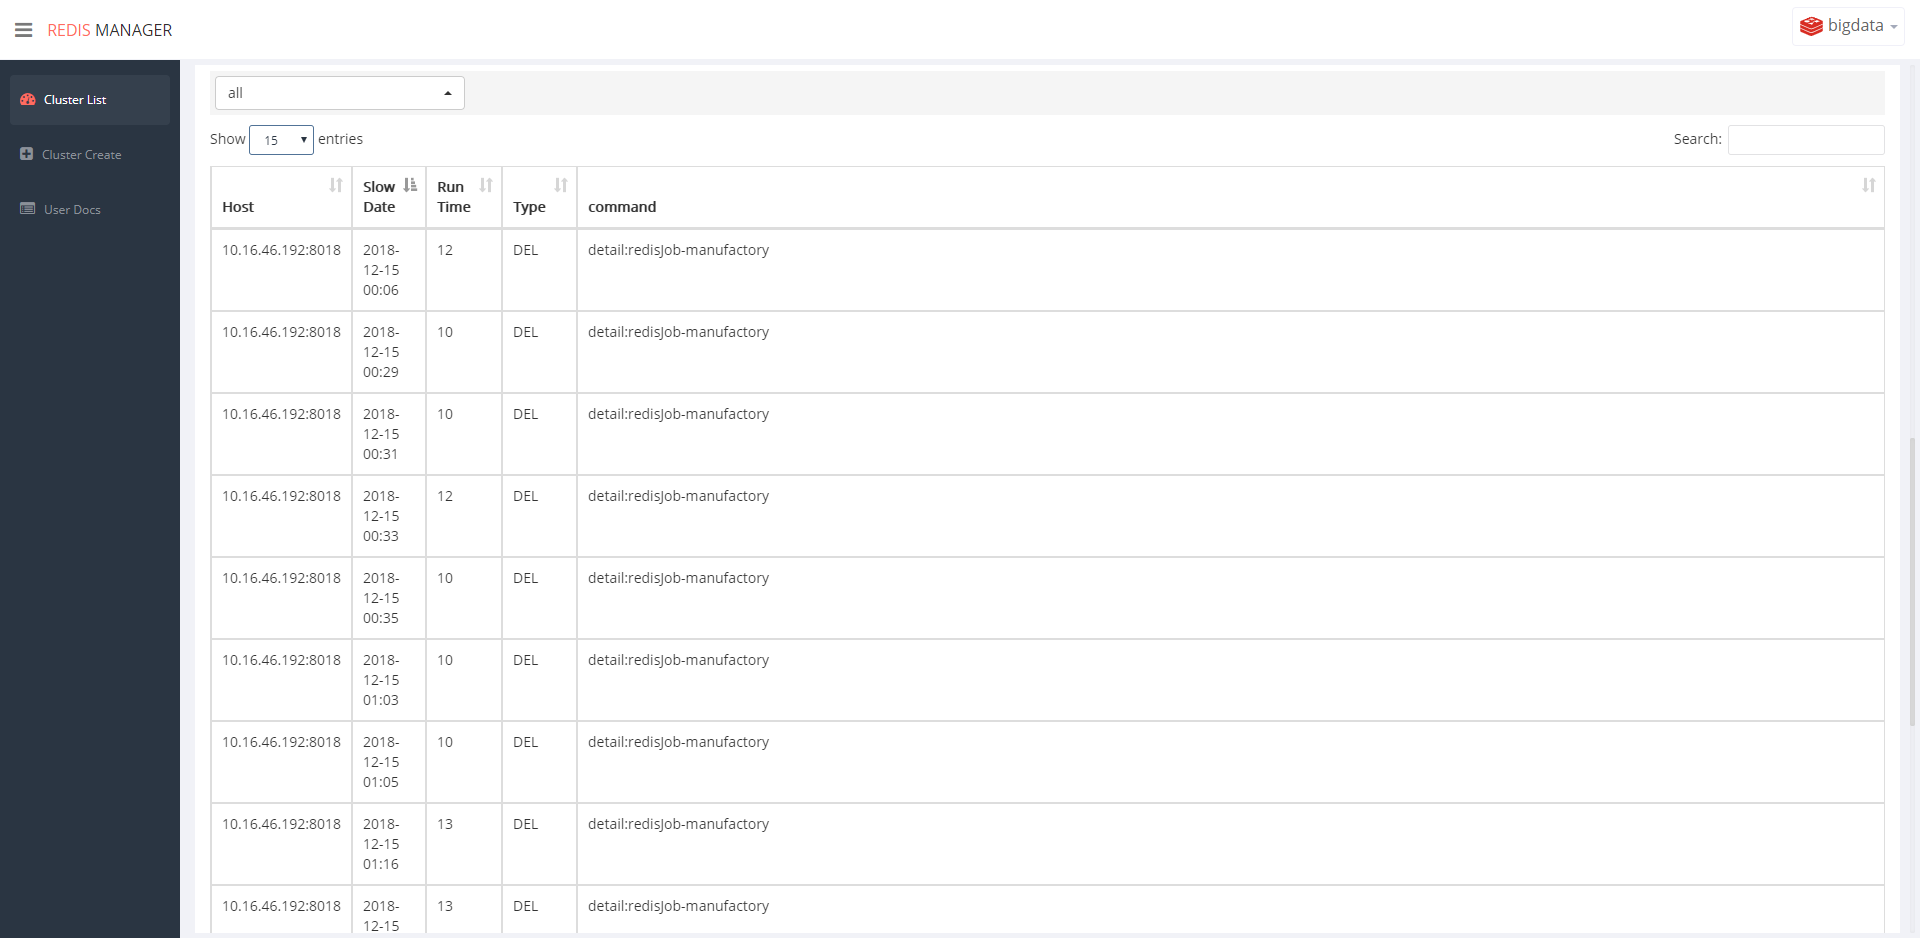 REDIS MANAGER
bigdata
Cluster List
Cluster Create
User Docs
all
Show 15 entries
Search:
Host Slow Date Run Time Type command
10.16.46.192:8018 2018-12-15 00:06 12 DEL detail:redisJob-manufactory
10.16.46.192:8018 2018-12-15 00:29 10 DEL detail:redisJob-manufactory
10.16.46.192:8018 2018-12-15 00:31 10 DEL detail:redisJob-manufactory
10.16.46.192:8018 2018-12-15 00:33 12 DEL detail:redisJob-manufactory
10.16.46.192:8018 2018-12-15 00:35 10 DEL detail:redisJob-manufactory
10.16.46.192:8018 2018-12-15 01:03 10 DEL detail:redisJob-manufactory
10.16.46.192:8018 2018-12-15 01:05 10 DEL detail:redisJob-manufactory
10.16.46.192:8018 2018-12-15 01:16 13 DEL detail:redisJob-manufactory
10.16.46.192:8018 2018-12-15 13 DEL detail:redisJob-manufactory